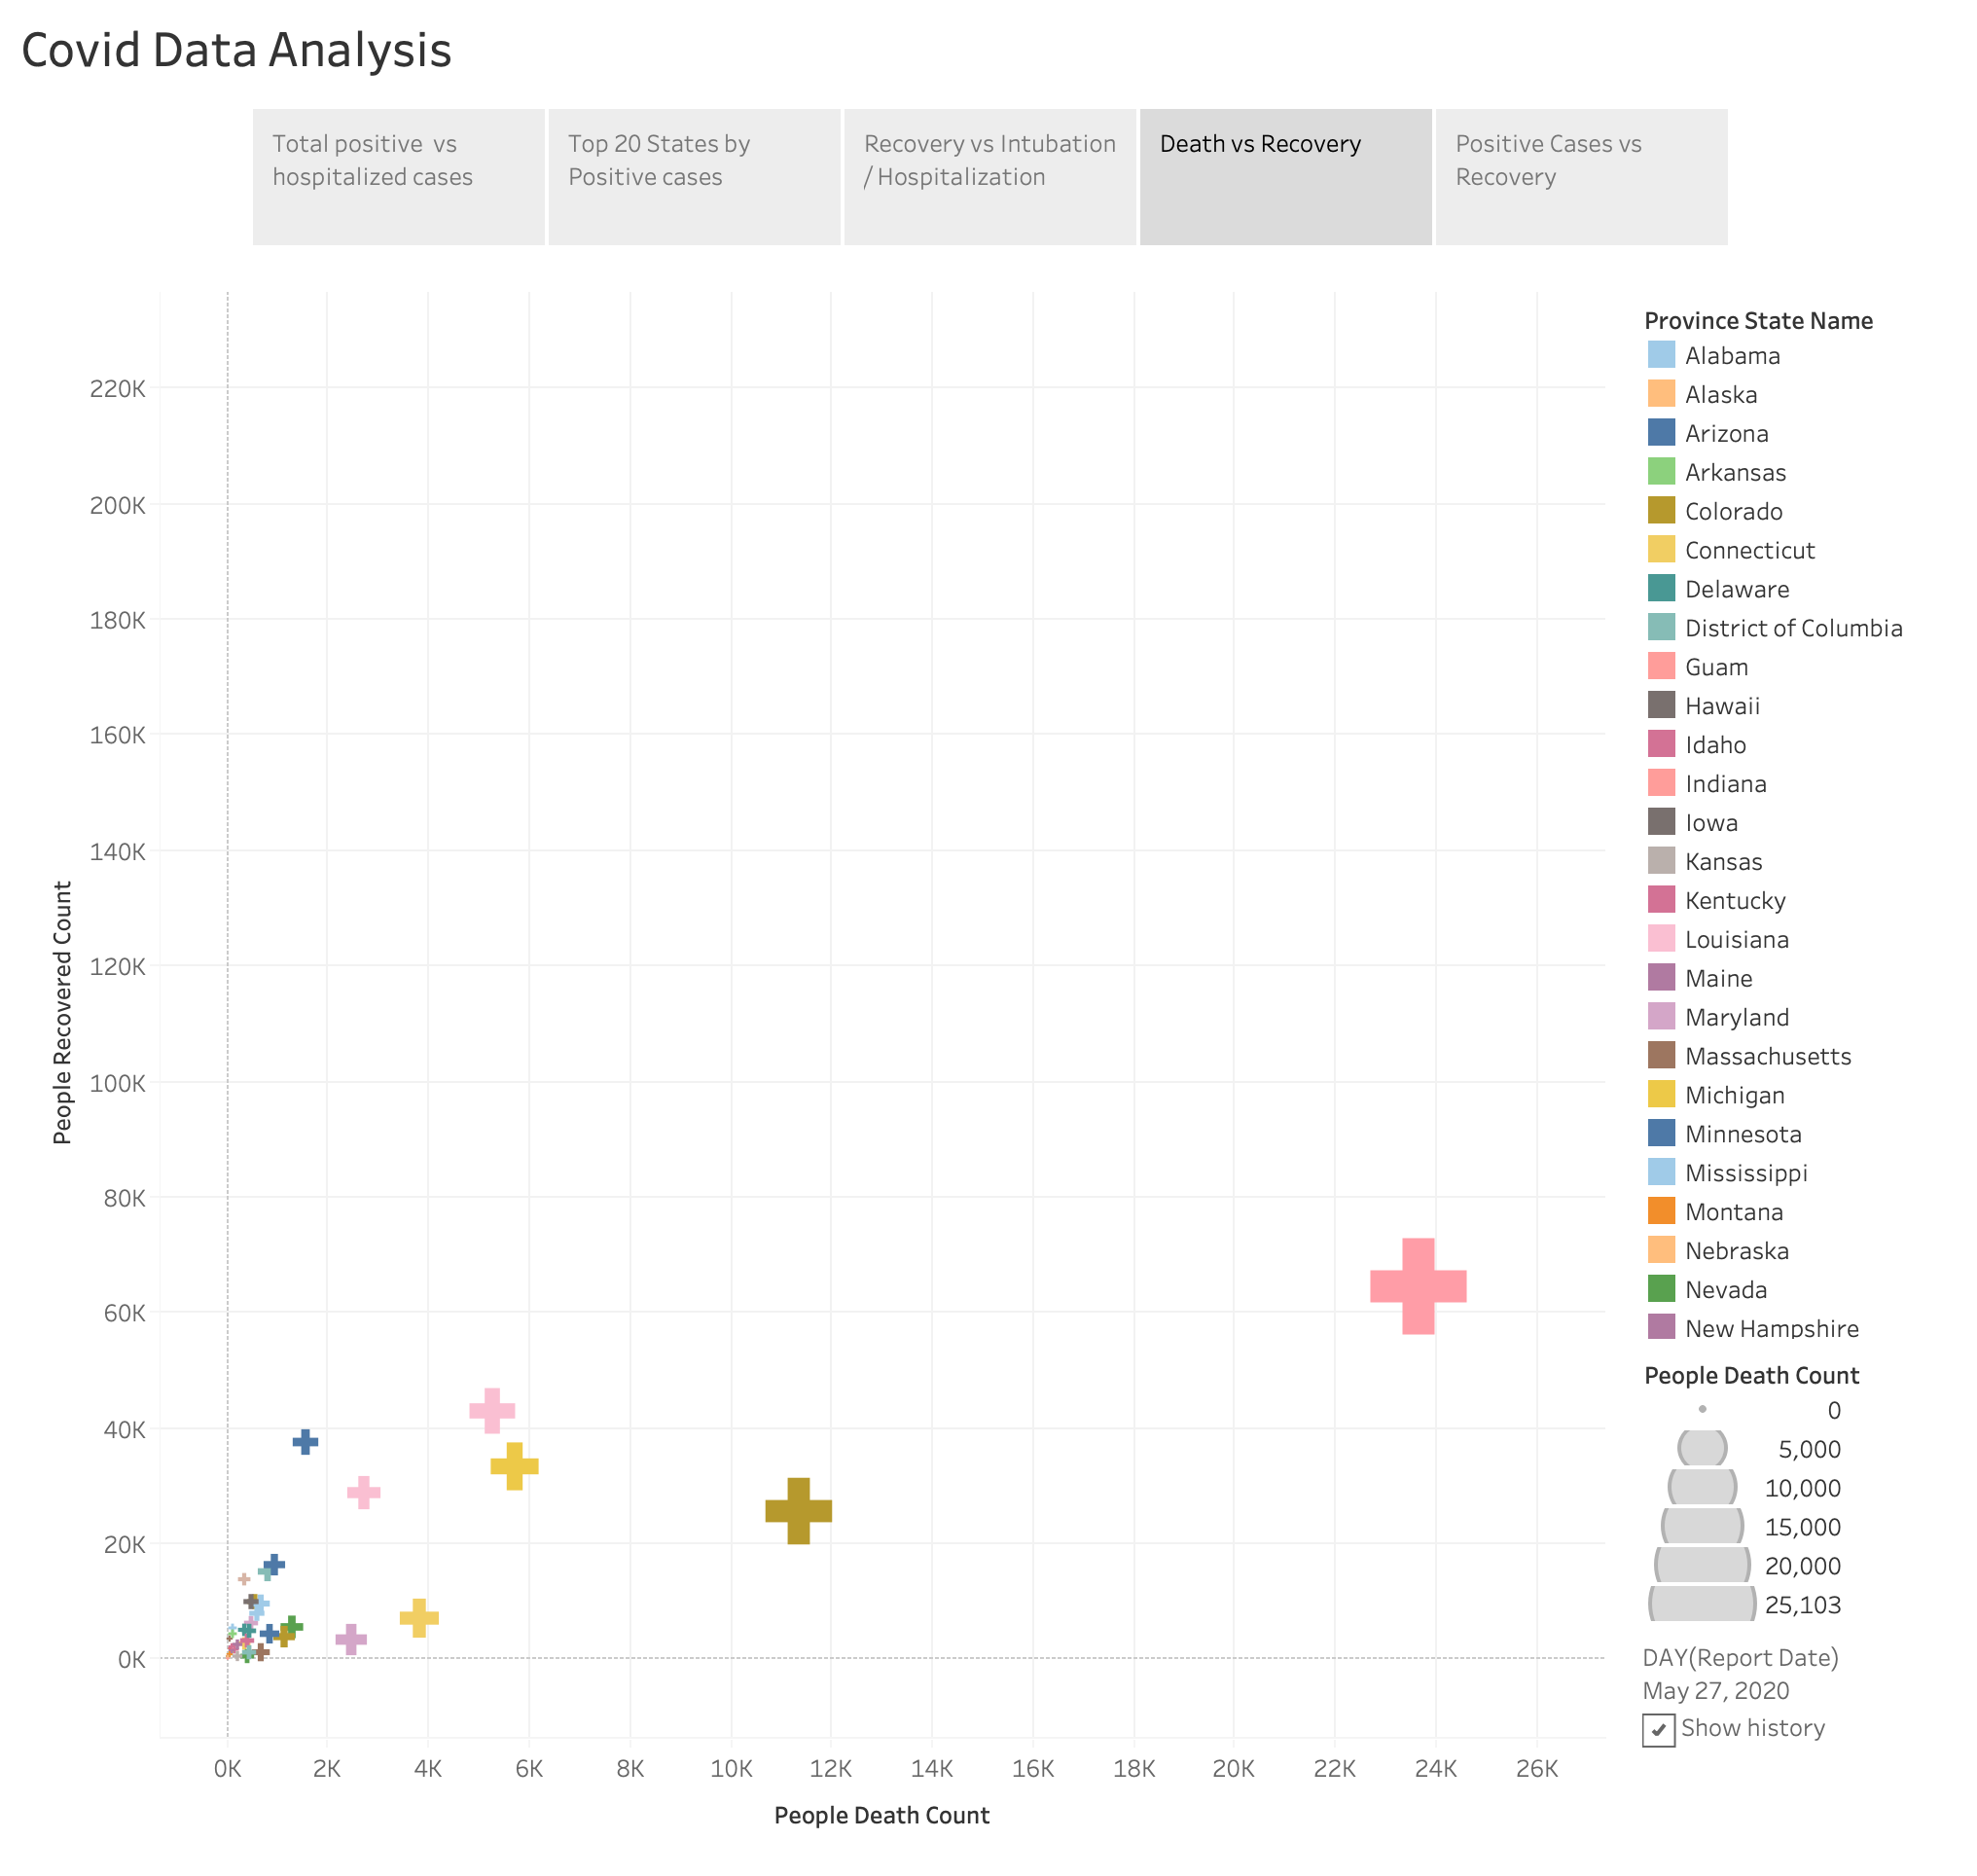 Covid Data Analysis
Total positive  vs
hospitalized cases
Top 20 States by
Positive cases
Recovery vs Intubation
/ Hospitalization
Death vs Recovery
Positive Cases vs
Recovery
220K
200K
180K
160K
140K
120K
100K
80K
60K
40K
20K
0K
People Recovered Count
0K 2K 4K 6K 8K 10K 12K 14K 16K 18K 20K 22K 24K 26K
People Death Count
Province State Name
Alabama
Alaska
Arizona
Arkansas
Colorado
Connecticut
Delaware
District of Columbia
Guam
Hawaii
Idaho
Indiana
Iowa
Kansas
Kentucky
Louisiana
Maine
Maryland
Massachusetts
Michigan
Minnesota
Mississippi
Montana
Nebraska
Nevada
New Hampshire
People Death Count
0
5,000
10,000
15,000
20,000
25,103
DAY(Report Date)
May 27, 2020
Show history